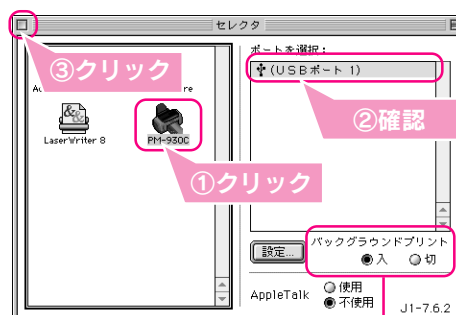 セレクタ
③クリック
ポートを選択：
(USBポート 1)
②確認
re
LaserWriter 8
PM-930C
①クリック
設定...
バックグラウンドプリント
入 切
AppleTalk
使用
不使用
J1-7.6.2